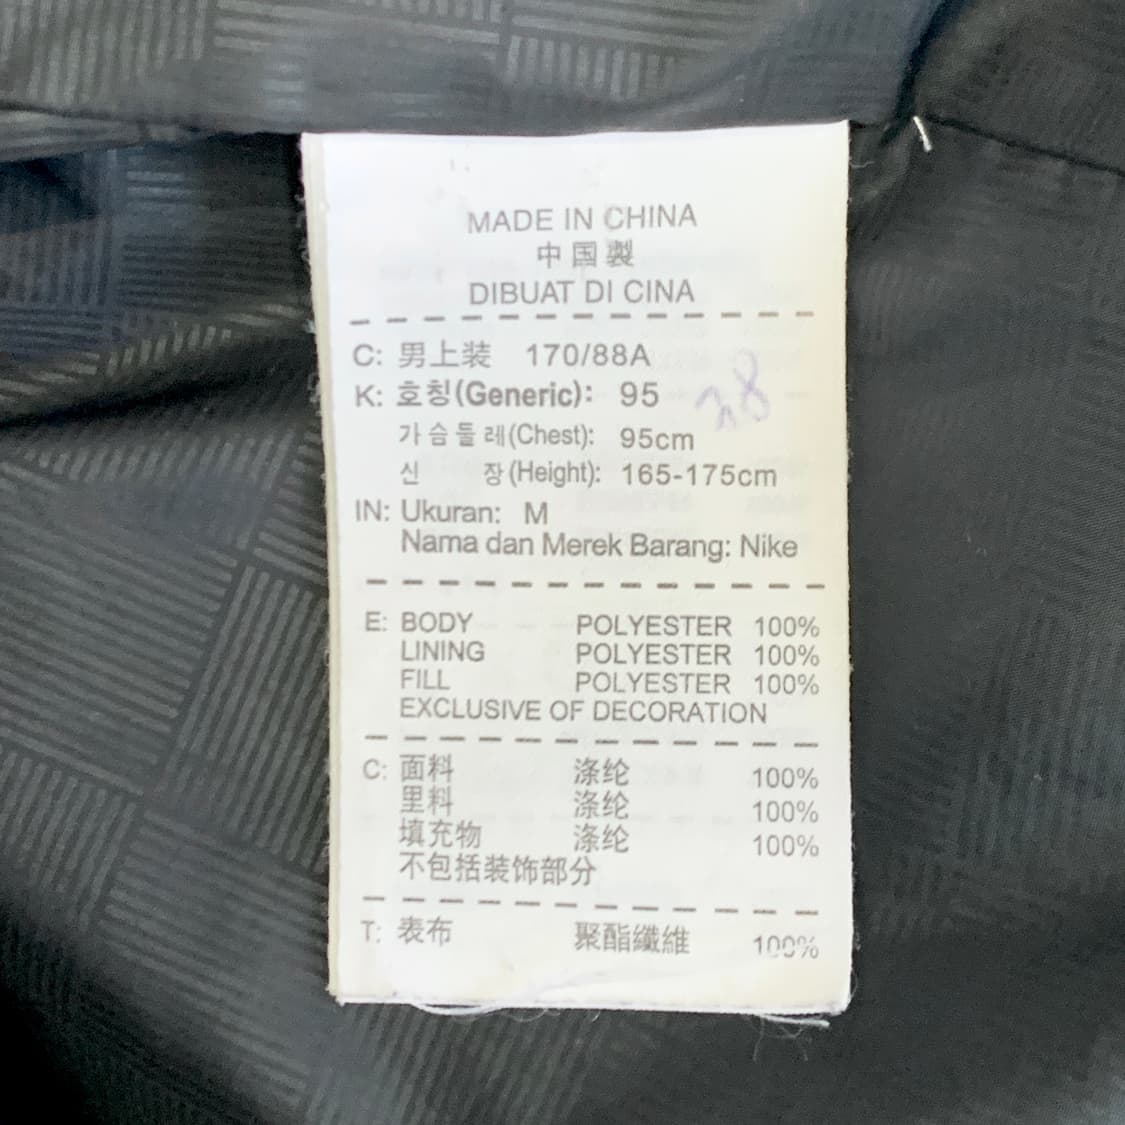 MADE IN CHINA
中国製
DIBUAT DI CINA
C: 男上装 170/88A
K: 호칭(Generic): 95
38
가슴둘레(Chest): 95cm
신 장(Height): 165-175cm
IN: Ukuran: M
Nama dan Merek Barang: Nike
E: BODY POLYESTER 100%
LINING POLYESTER 100%
FILL POLYESTER 100%
EXCLUSIVE OF DECORATION
C: 面料 涤纶 100%
里料 涤纶 100%
填充物 涤纶 100%
不包括装饰部分
T: 表布 聚酯纖維 100%